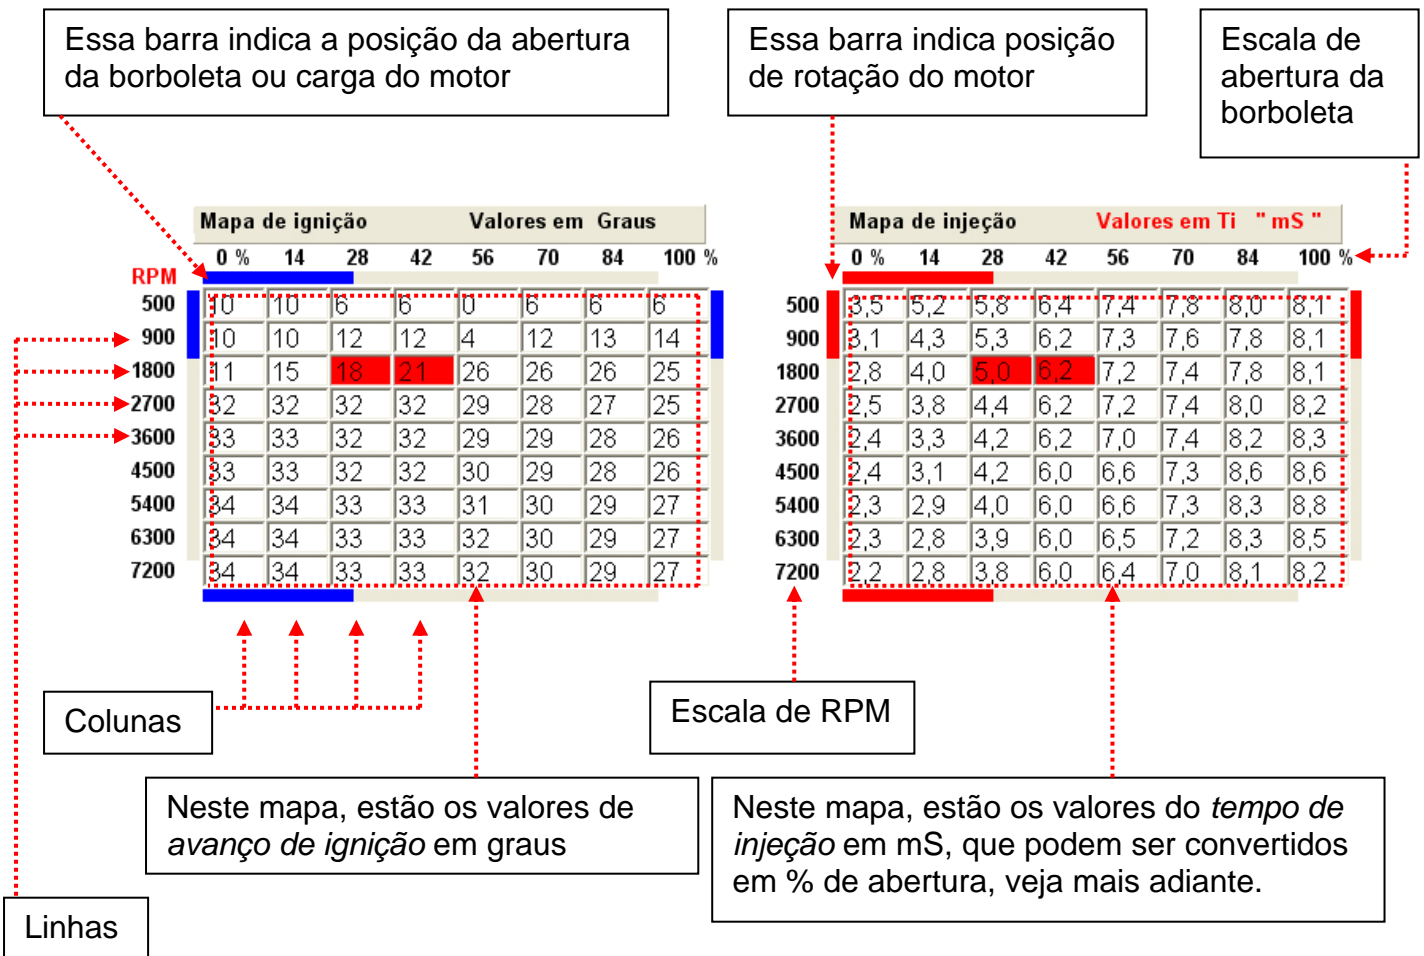 Essa barra indica a posição da abertura
da borboleta ou carga do motor
Essa barra indica posição
de rotação do motor
Escala de
abertura da
borboleta
Mapa de ignição Valores em Graus
0 % 14 28 42 56 70 84 100 %
RPM
500 10 10 6 6 0 6 6 6
900 10 10 12 12 4 12 13 14
1800 11 15 18 21 26 26 26 25
2700 32 32 32 32 29 28 27 25
3600 33 33 32 32 29 29 28 26
4500 33 33 32 32 30 29 28 26
5400 34 34 33 33 31 30 29 27
6300 34 34 33 33 32 30 29 27
7200 34 34 33 33 32 30 29 27
Mapa de injeção Valores em Ti " mS "
0 % 14 28 42 56 70 84 100 %
500 3,5 5,2 5,8 6,4 7,4 7,8 8,0 8,1
900 3,1 4,3 5,3 6,2 7,3 7,6 7,8 8,1
1800 2,8 4,0 5,0 6,2 7,2 7,4 7,8 8,1
2700 2,5 3,8 4,4 6,2 7,2 7,4 8,0 8,2
3600 2,4 3,3 4,2 6,2 7,0 7,4 8,2 8,3
4500 2,4 3,1 4,2 6,0 6,6 7,3 8,6 8,6
5400 2,3 2,9 4,0 6,0 6,6 7,3 8,3 8,8
6300 2,3 2,8 3,9 6,0 6,5 7,2 8,3 8,5
7200 2,2 2,8 3,8 6,0 6,4 7,0 8,1 8,2
Colunas
Escala de RPM
Neste mapa, estão os valores de
avanço de ignição em graus
Neste mapa, estão os valores do tempo de
injeção em mS, que podem ser convertidos
em % de abertura, veja mais adiante.
Linhas